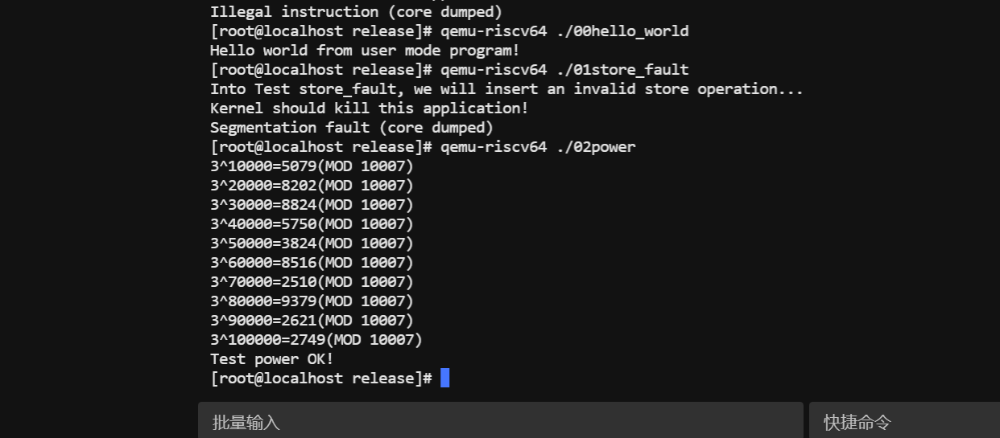 Illegal instruction (core dumped)
[root@localhost release]# qemu-riscv64 ./00hello_world
Hello world from user mode program!
[root@localhost release]# qemu-riscv64 ./01store_fault
Into Test store_fault, we will insert an invalid store operation...
Kernel should kill this application!
Segmentation fault (core dumped)
[root@localhost release]# qemu-riscv64 ./02power
3^10000=5079(MOD 10007)
3^20000=8202(MOD 10007)
3^30000=8824(MOD 10007)
3^40000=5750(MOD 10007)
3^50000=3824(MOD 10007)
3^60000=8516(MOD 10007)
3^70000=2510(MOD 10007)
3^80000=9379(MOD 10007)
3^90000=2621(MOD 10007)
3^100000=2749(MOD 10007)
Test power OK!
[root@localhost release]#
批量输入
快捷命令